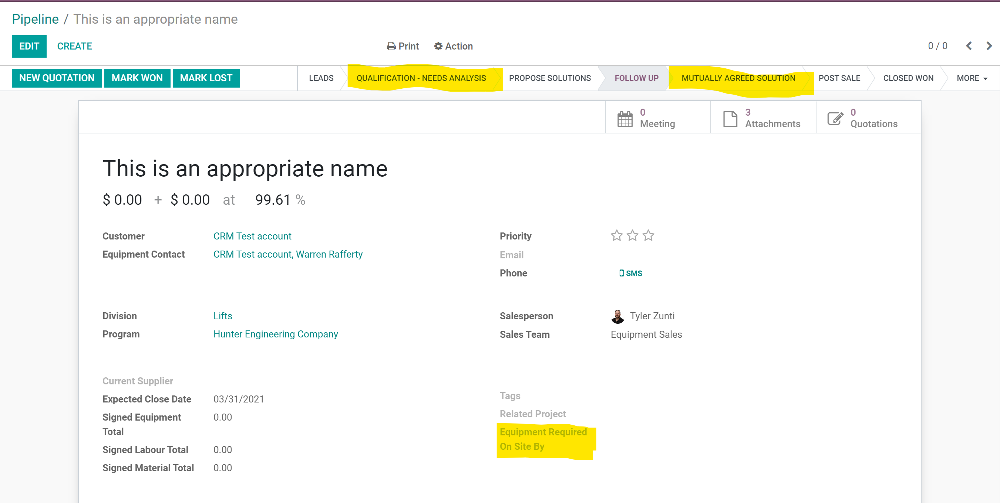 Pipeline / This is an appropriate name
EDIT CREATE Print Action 0 / 0
NEW QUOTATION MARK WON MARK LOST LEADS QUALIFICATION - NEEDS ANALYSIS PROPOSE SOLUTIONS FOLLOW UP MUTUALLY AGREED SOLUTION POST SALE CLOSED WON MORE
0 Meeting
3 Attachments
0 Quotations
This is an appropriate name
$ 0.00 + $ 0.00 at 99.61 %
Customer CRM Test account
Equipment Contact CRM Test account, Warren Rafferty
Priority
Email
Phone SMS
Division Lifts
Program Hunter Engineering Company
Salesperson Tyler Zunti
Sales Team Equipment Sales
Current Supplier
Expected Close Date 03/31/2021
Signed Equipment 0.00
Total
Signed Labour Total 0.00
Signed Material Total 0.00
Tags
Related Project
Equipment Required
On Site By